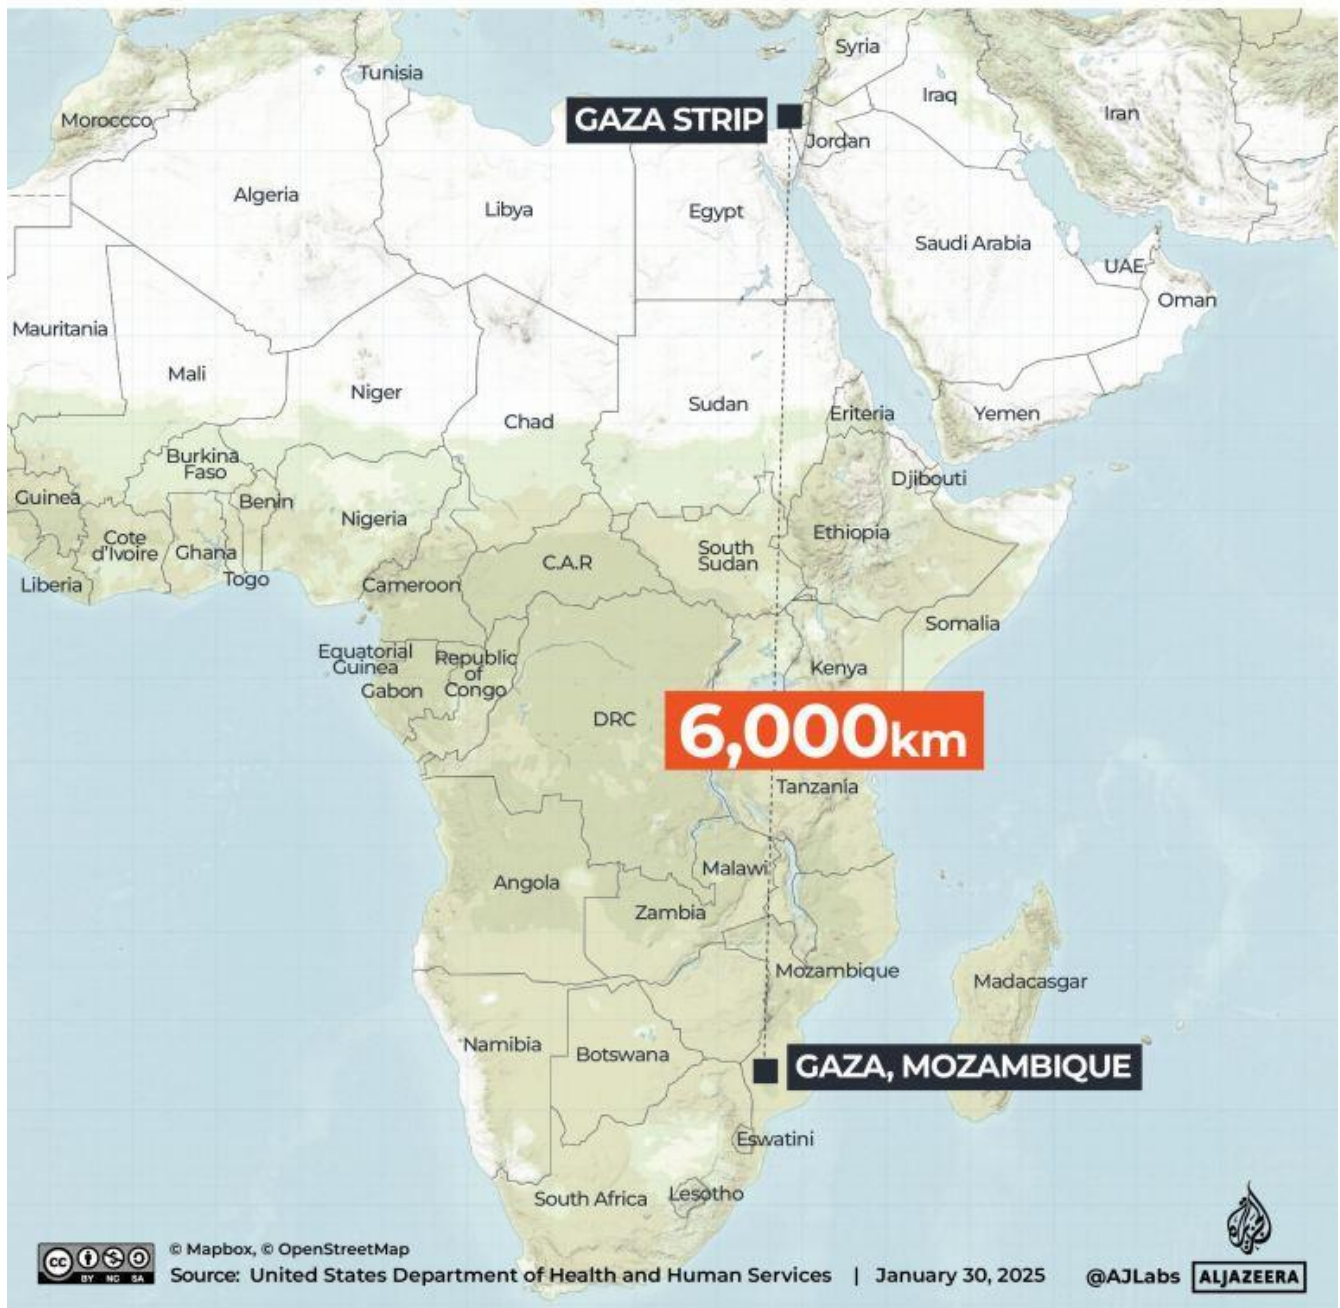 Syria
Tunisia
Iraq
Iran
GAZA STRIP
Moroccco
Jordan
Algeria
Libya
Egypt
Saudi Arabia
UAE
Oman
Mauritania
Mali
Niger
Chad
Sudan
Eriteria
Yemen
Burkina
Faso
Djibouti
Guinea
Benin
Nigeria
Cote
d'Ivoire
Ghana
Ethiopia
South
Sudan
C.A.R
Togo
Liberia
Cameroon
Somalia
Equatorial
Guinea
Republic
of
Congo
Gabon
Kenya
DRC
6,000km
Tanzania
Malawi
Angola
Zambia
Mozambique
Madacasgar
Namibia
Botswana
GAZA, MOZAMBIQUE
Eswatini
South Africa
Lesotho
cc BY NC SA
© Mapbox, © OpenStreetMap
Source: United States Department of Health and Human Services | January 30, 2025 @AJLabs ALJAZEERA